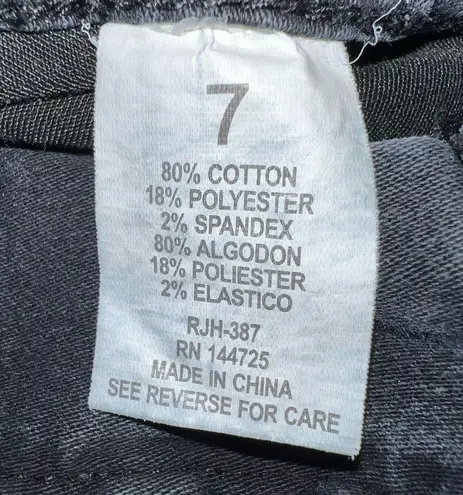 7
80% COTTON
18% POLYESTER
2% SPANDEX
80% ALGODON
18% POLIESTER
2% ELASTICO
RJH-387
RN 144725
MADE IN CHINA
SEE REVERSE FOR CARE